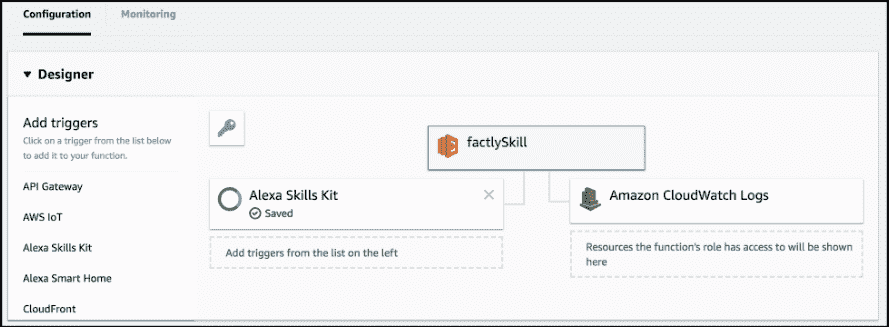 Configuration
Monitoring
Designer
Add triggers
Click on a trigger from the list below
to add it to your function.
API Gateway
AWS IoT
Alexa Skills Kit
Alexa Smart Home
CloudFront
factlySkill
Alexa Skills Kit
Saved
Add triggers from the list on the left
Amazon CloudWatch Logs
Resources the function's role has access to will be shown
here